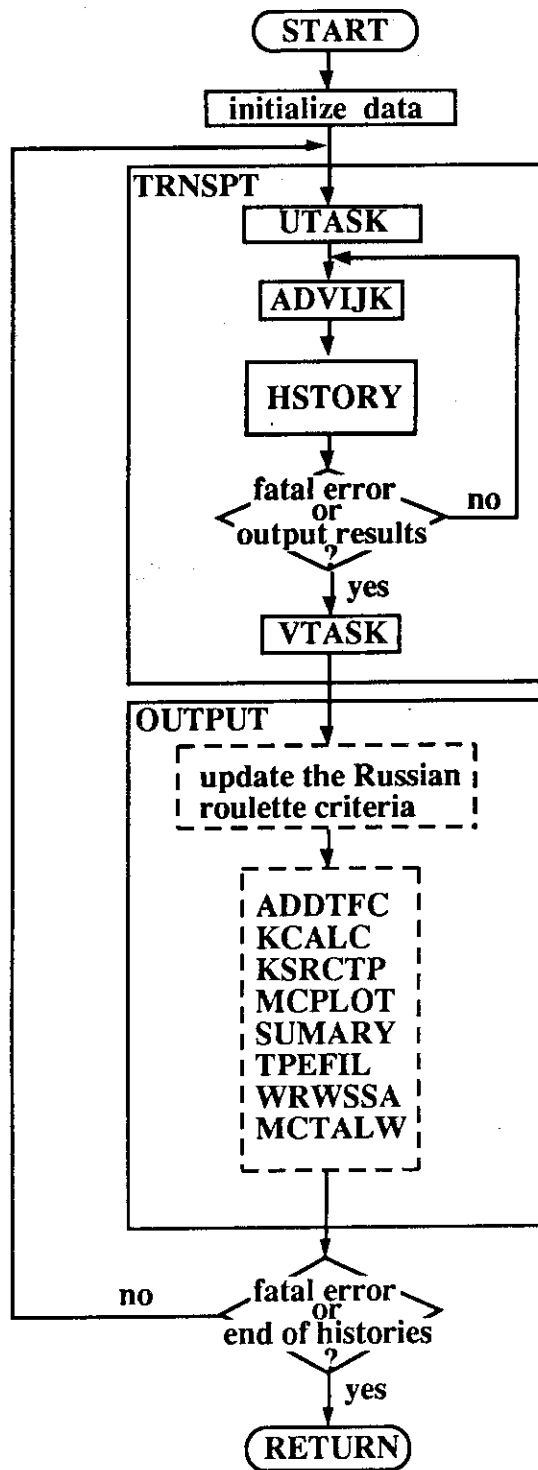 START
initialize data
TRNSPT
UTASK
ADVIJK
HSTORY
fatal error
or
output results
?
no
yes
VTASK
OUTPUT
update the Russian
roulette criteria
ADDTFC
KCALC
KSRCTP
MCPLOT
SUMARY
TPEFIL
WRWSSA
MCTALW
fatal error
or
end of histories
?
no
yes
RETURN